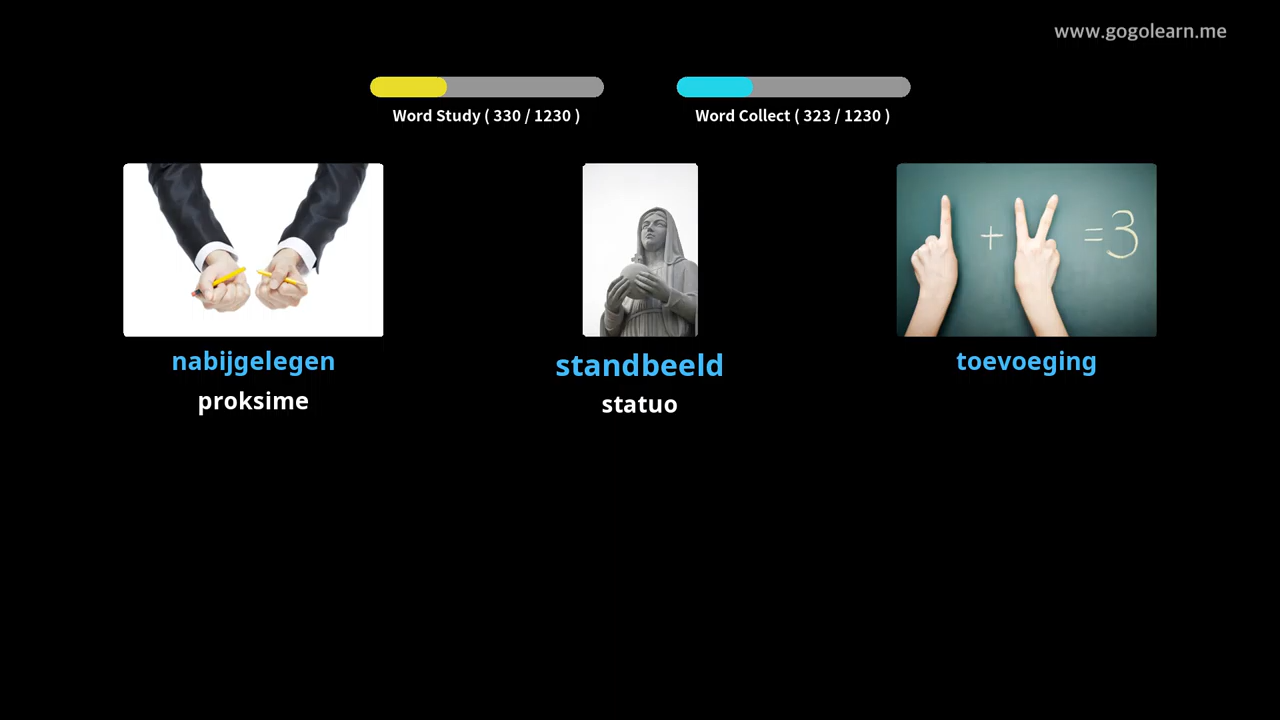 www.gogolearn.me
Word Study ( 330 / 1230 )
Word Collect ( 323 / 1230 )
+ =3
nabijgelegen
standbeeld
toevoeging
proksime
statuo